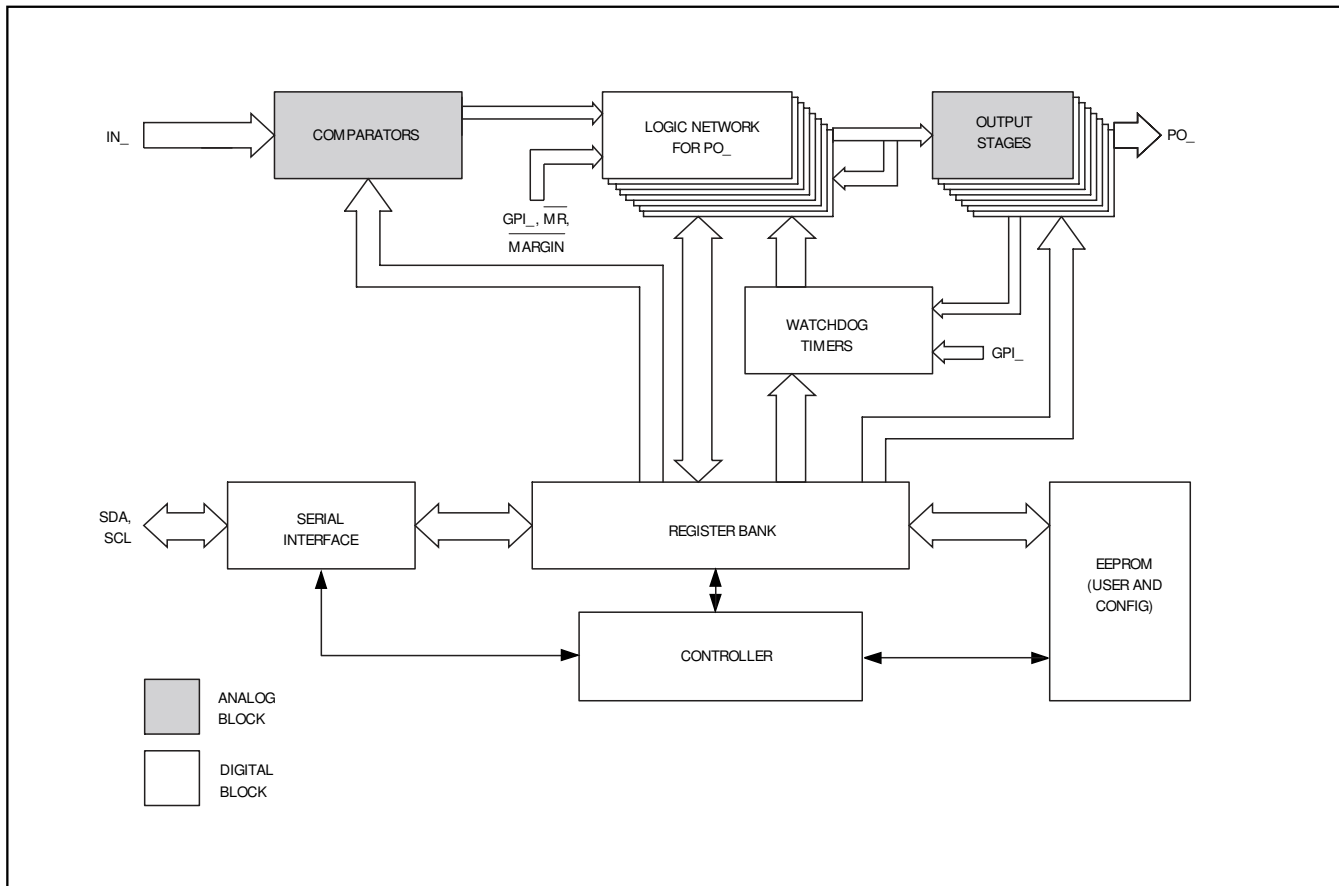 IN_
COMPARATORS
LOGIC NETWORK
FOR PO_
OUTPUT
STAGES
PO_
GPI_, MR,
MARGIN
WATCHDOG
TIMERS
GPI_
SDA,
SCL
SERIAL
INTERFACE
REGISTER BANK
EEPROM
(USER AND
CONFIG)
CONTROLLER
ANALOG
BLOCK
DIGITAL
BLOCK